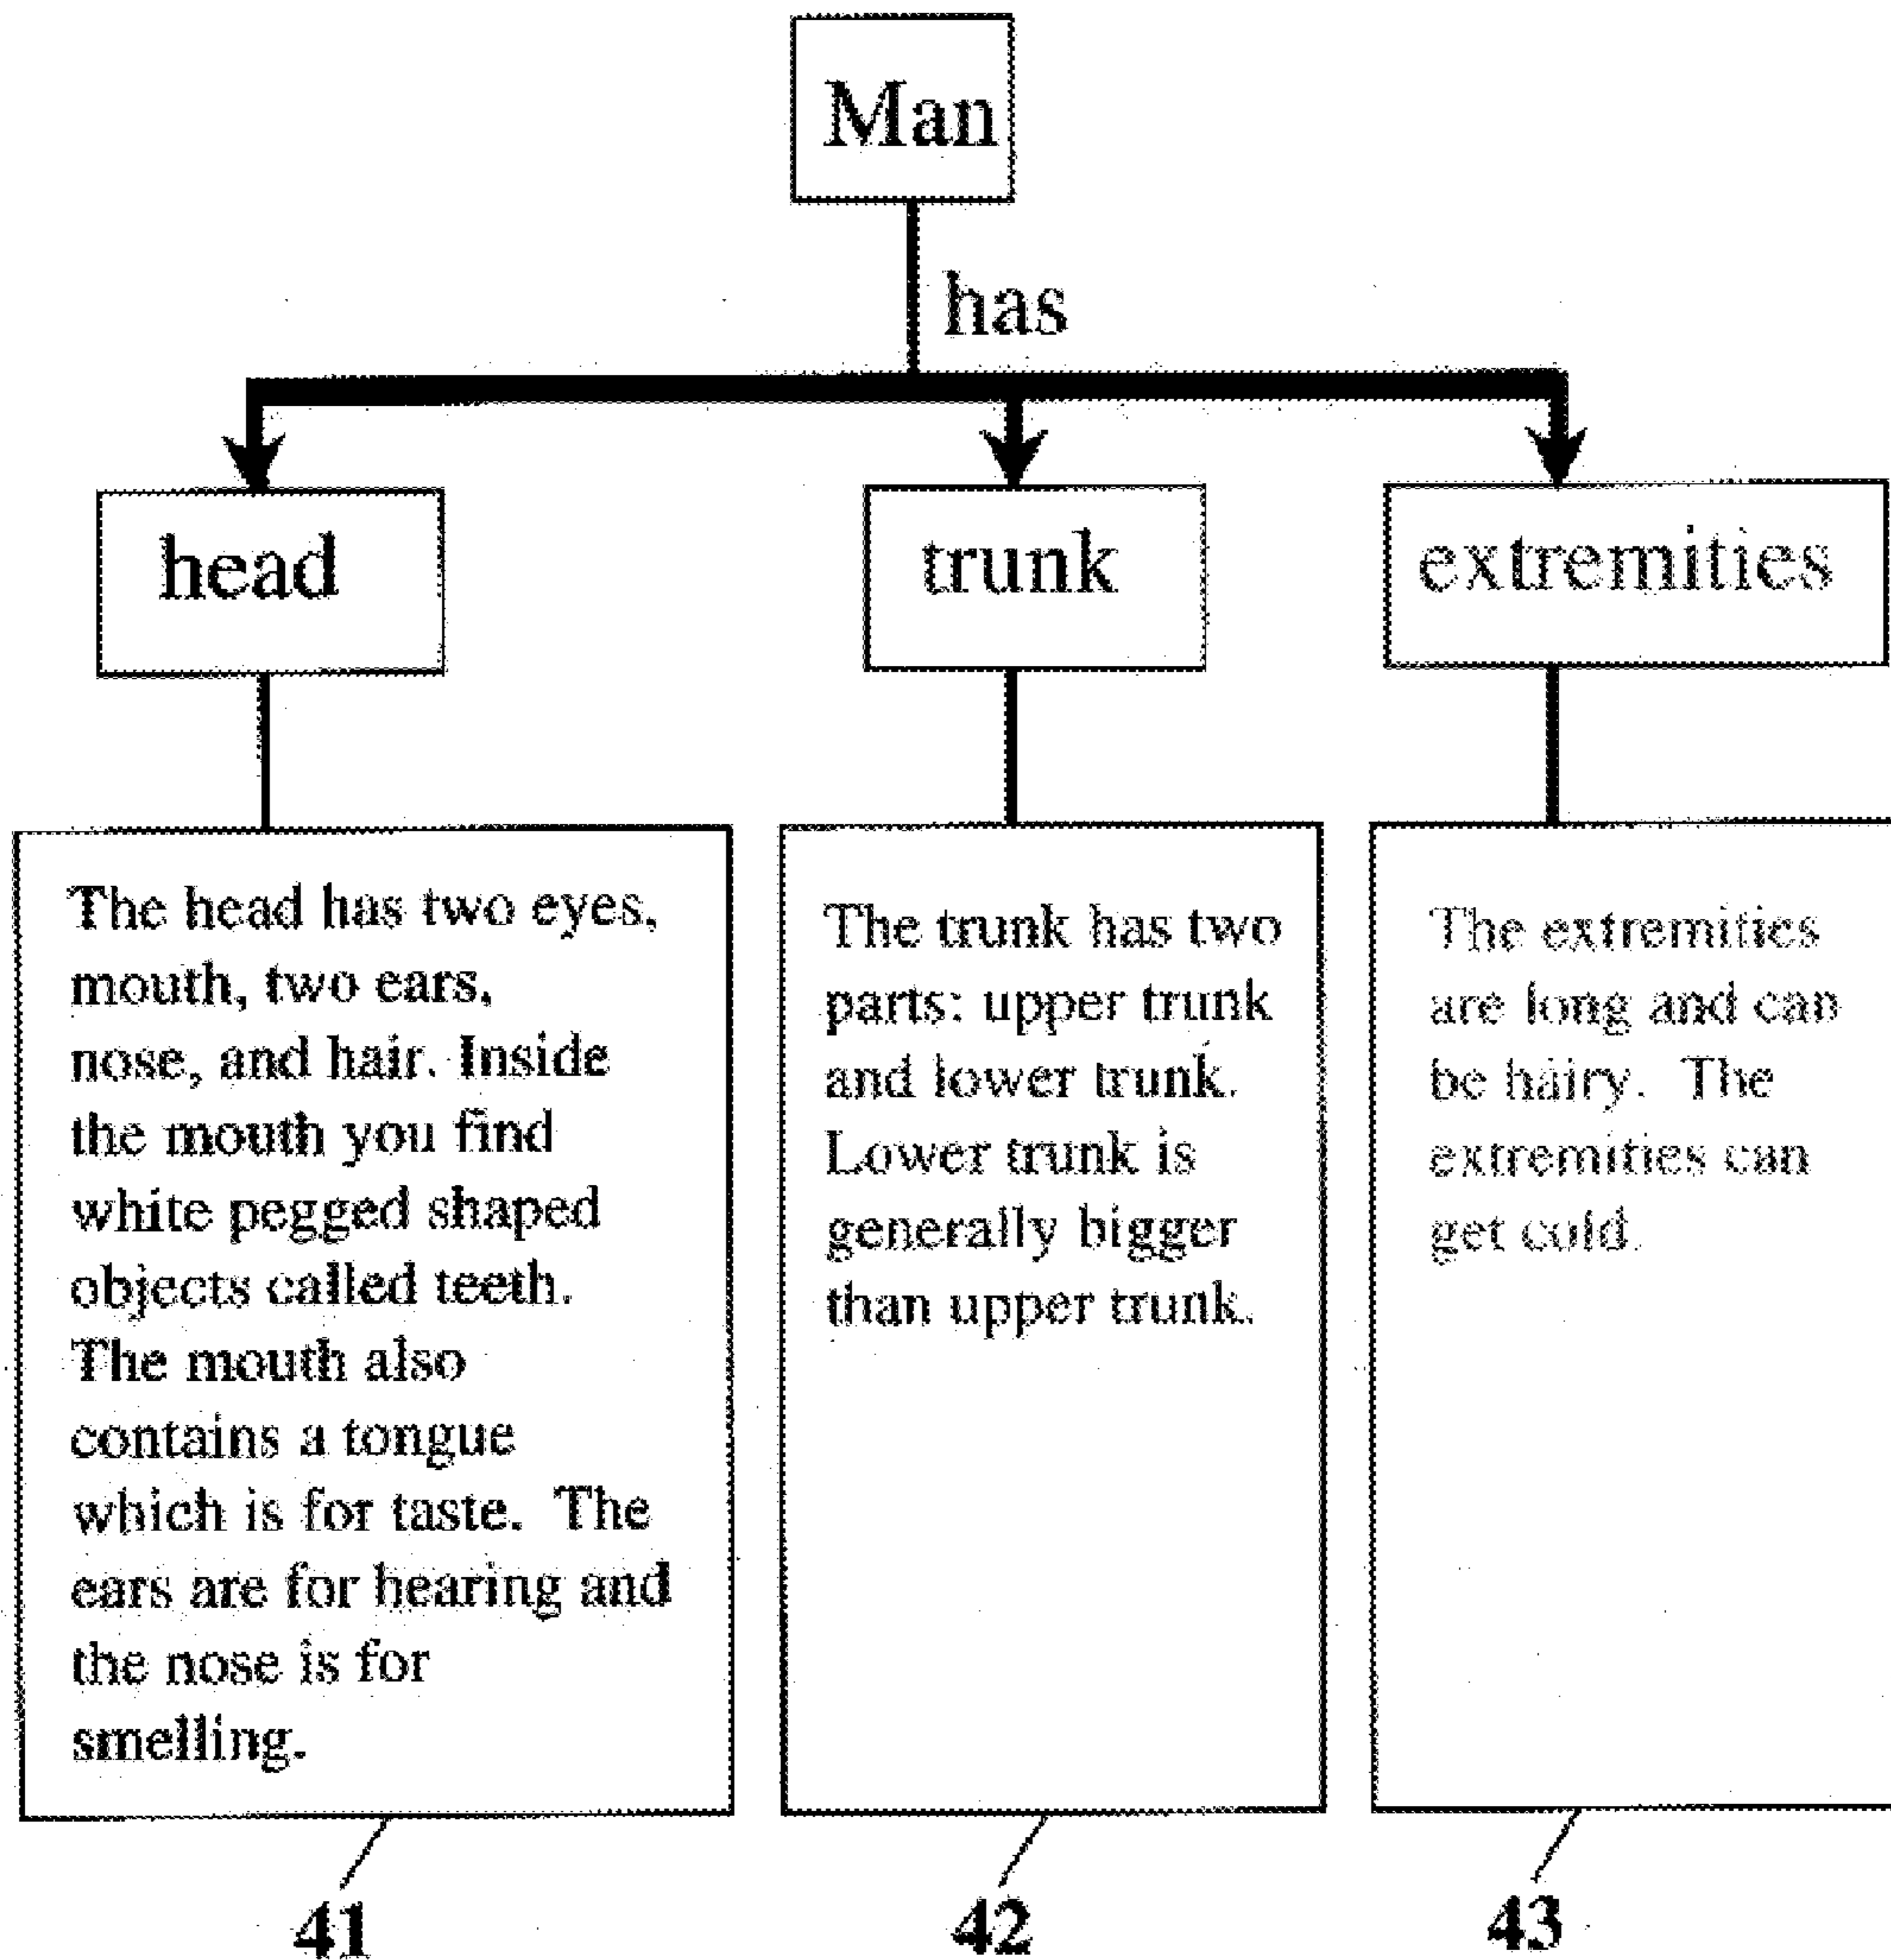 Man
has
head
trunk
extremities
The head has two eyes,
mouth, two ears,
nose, and hair. Inside
the mouth you find
white pegged shaped
objects called teeth.
The mouth also
contains a tongue
which is for taste. The
ears are for hearing and
the nose is for
smelling.
The trunk has two
parts: upper trunk
and lower trunk.
Lower trunk is
generally bigger
than upper trunk.
The extremities
are long and can
be hairy. The
extremities can
get cold.
41
42
43